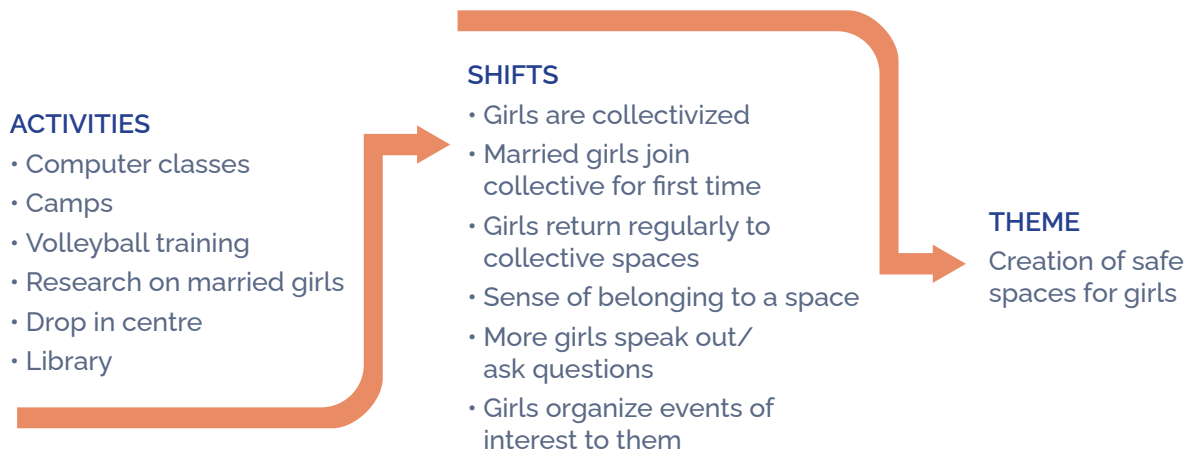 ACTIVITIES
• Computer classes
• Camps
• Volleyball training
• Research on married girls
• Drop in centre
• Library
SHIFTS
• Girls are collectivized
• Married girls join
collective for first time
• Girls return regularly to
collective spaces
• Sense of belonging to a space
• More girls speak out/
ask questions
• Girls organize events of
interest to them
THEME
Creation of safe
spaces for girls